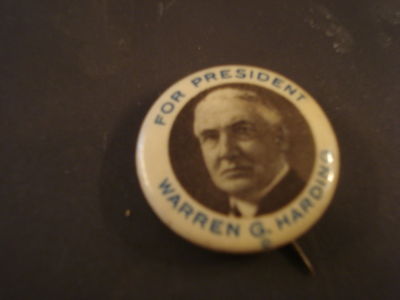 FOR PRESIDENT
WARREN G. HARDING